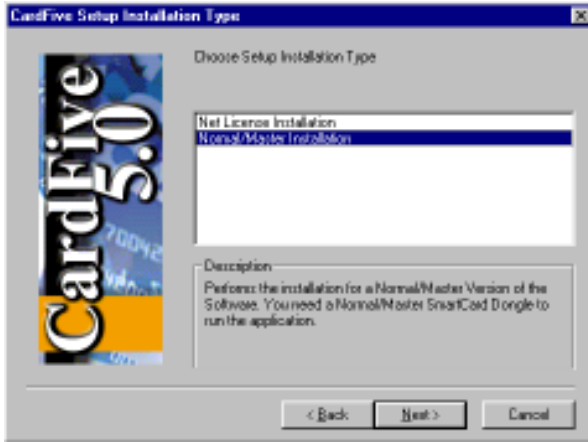 CardFive Setup Installation Type
Choose Setup Installation Type
CardFive
5.0
Net License Installation
Normal/Master Installation
70042
Description
Performs the installation for a Normal/Master Version of the
Software. You need a Normal/Master SmartCard Dongle to
run the application.
< Back
Next >
Cancel